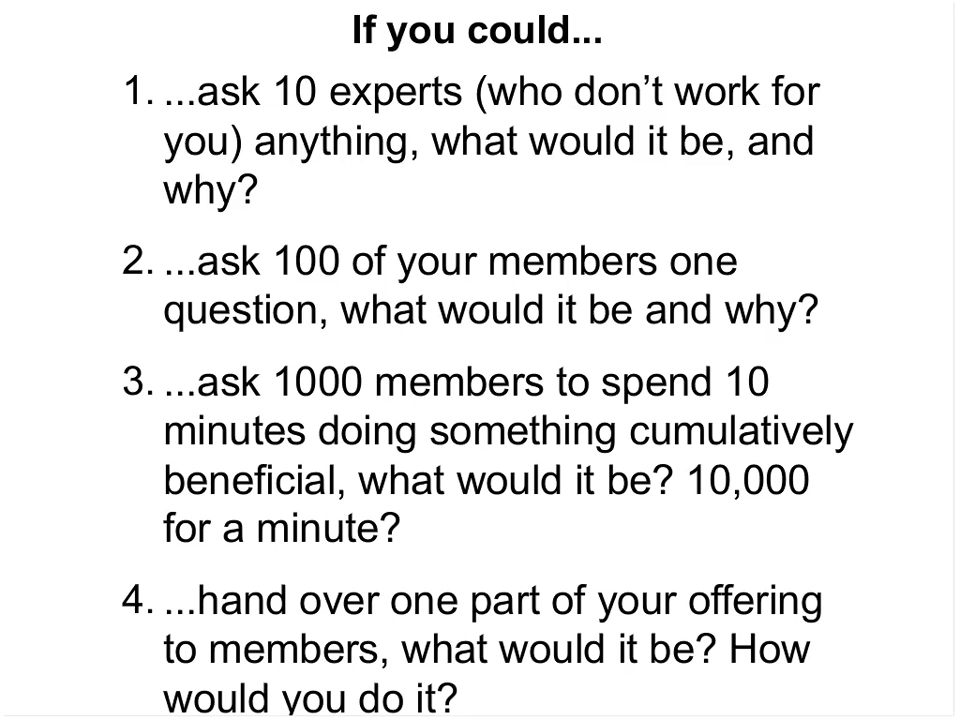 If you could...
1. ...ask 10 experts (who don’t work for
you) anything, what would it be, and
why?
2. ...ask 100 of your members one
question, what would it be and why?
3. ...ask 1000 members to spend 10
minutes doing something cumulatively
beneficial, what would it be? 10,000
for a minute?
4. ...hand over one part of your offering
to members, what would it be? How
would you do it?